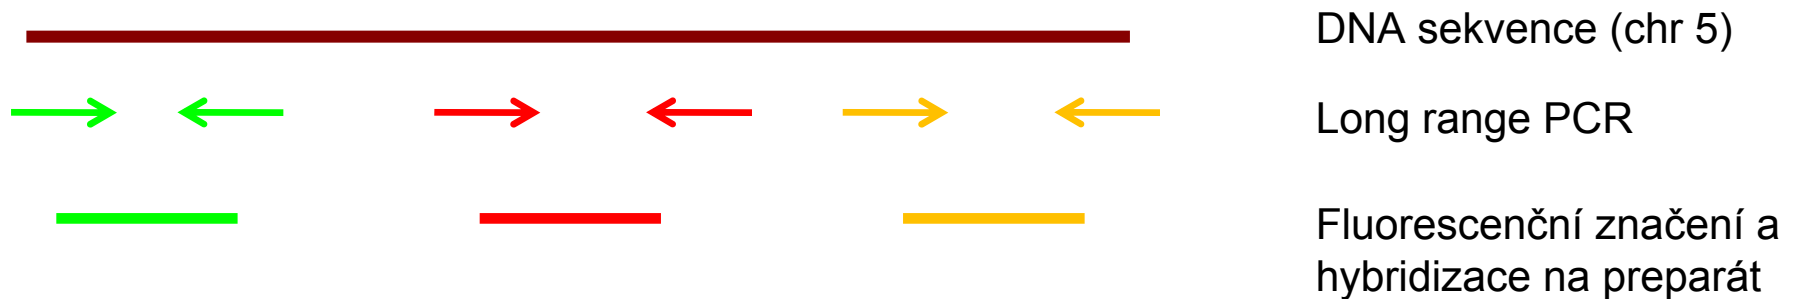 DNA sekvence (chr 5)
Long range PCR
Fluorescenční značení a
hybridizace na preparát